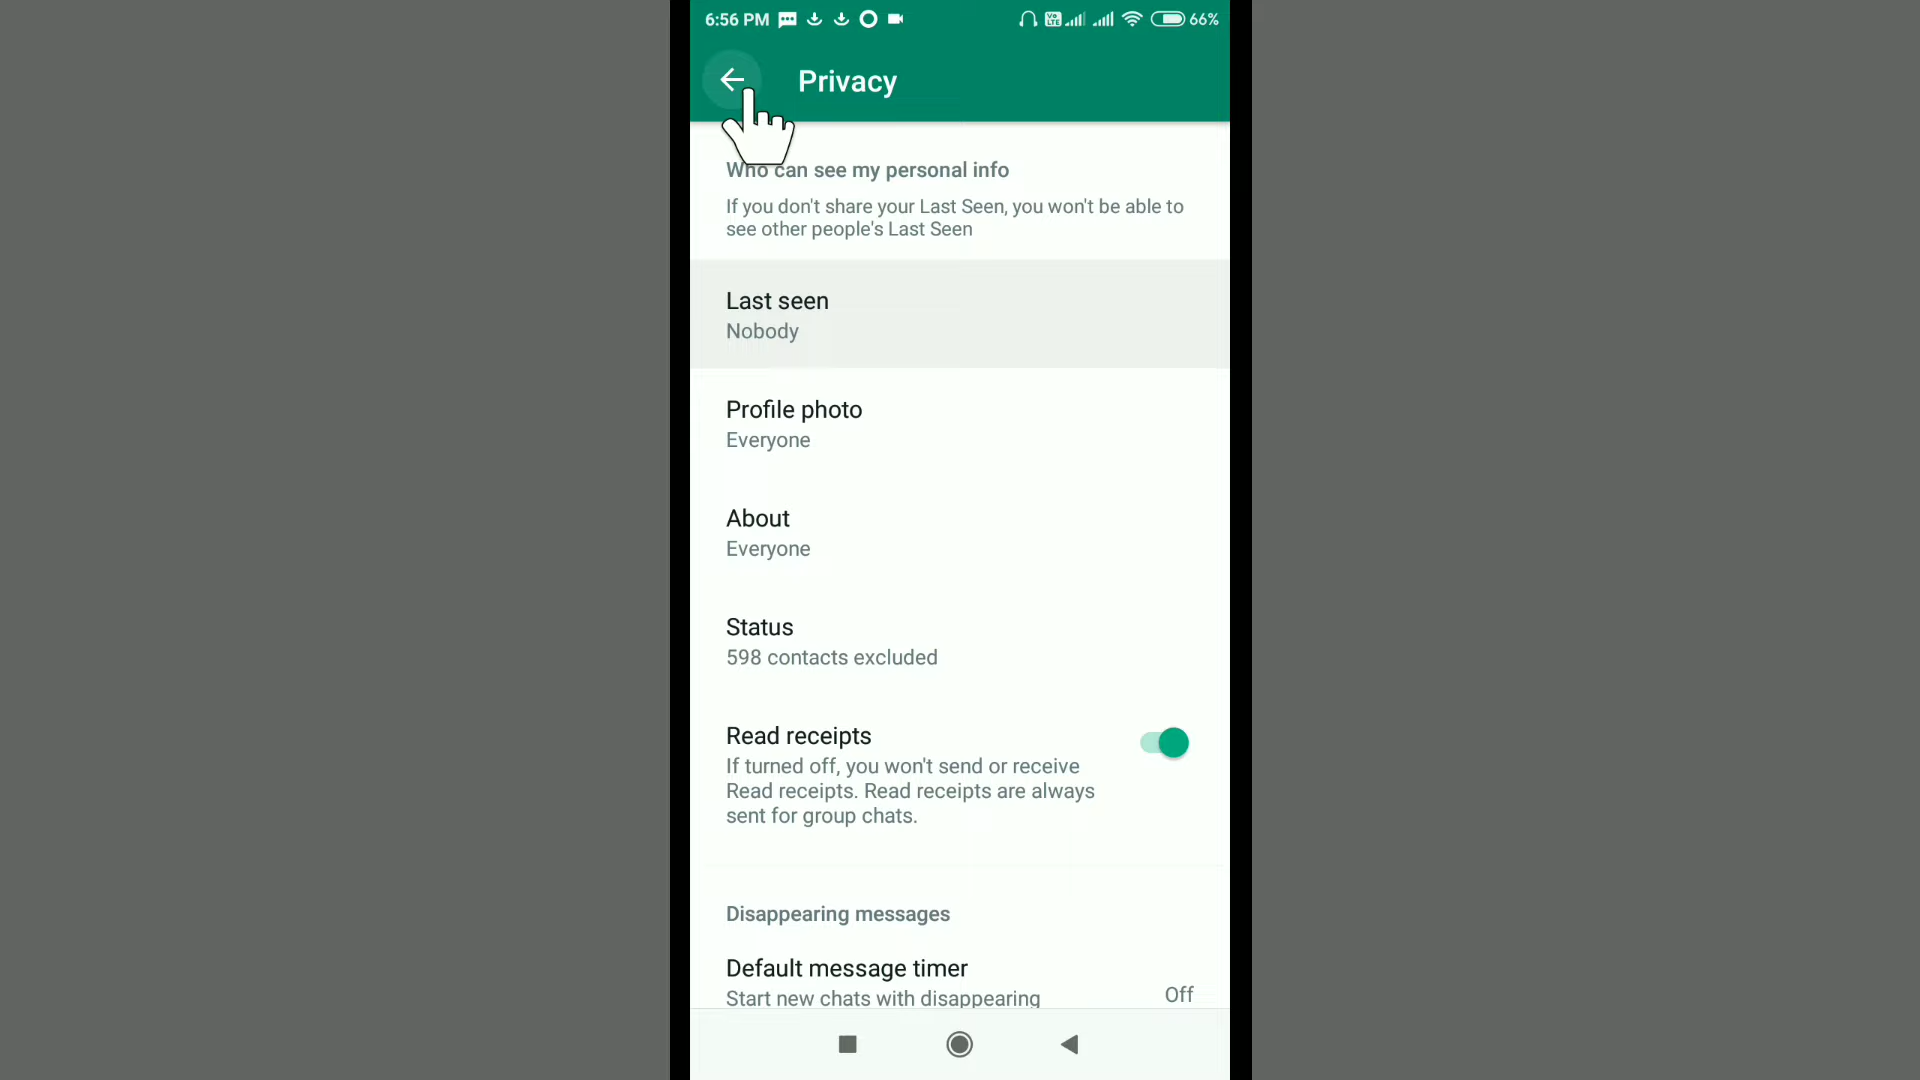 6:56 PM
66%
Privacy
Who can see my personal info
If you don't share your Last Seen, you won't be able to
see other people's Last Seen
Last seen
Nobody
Profile photo
Everyone
About
Everyone
Status
598 contacts excluded
Read receipts
If turned off, you won't send or receive
Read receipts. Read receipts are always
sent for group chats.
Disappearing messages
Default message timer
Start new chats with disappearing
Off